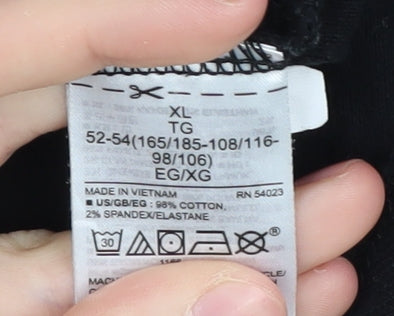 XL
TG
52-54(165/185-108/116-
98/106)
EG/XG
MADE IN VIETNAM RN 54023
■ US/GB/EG : 98% COTTON,
2% SPANDEX/ELASTANE
30 ®